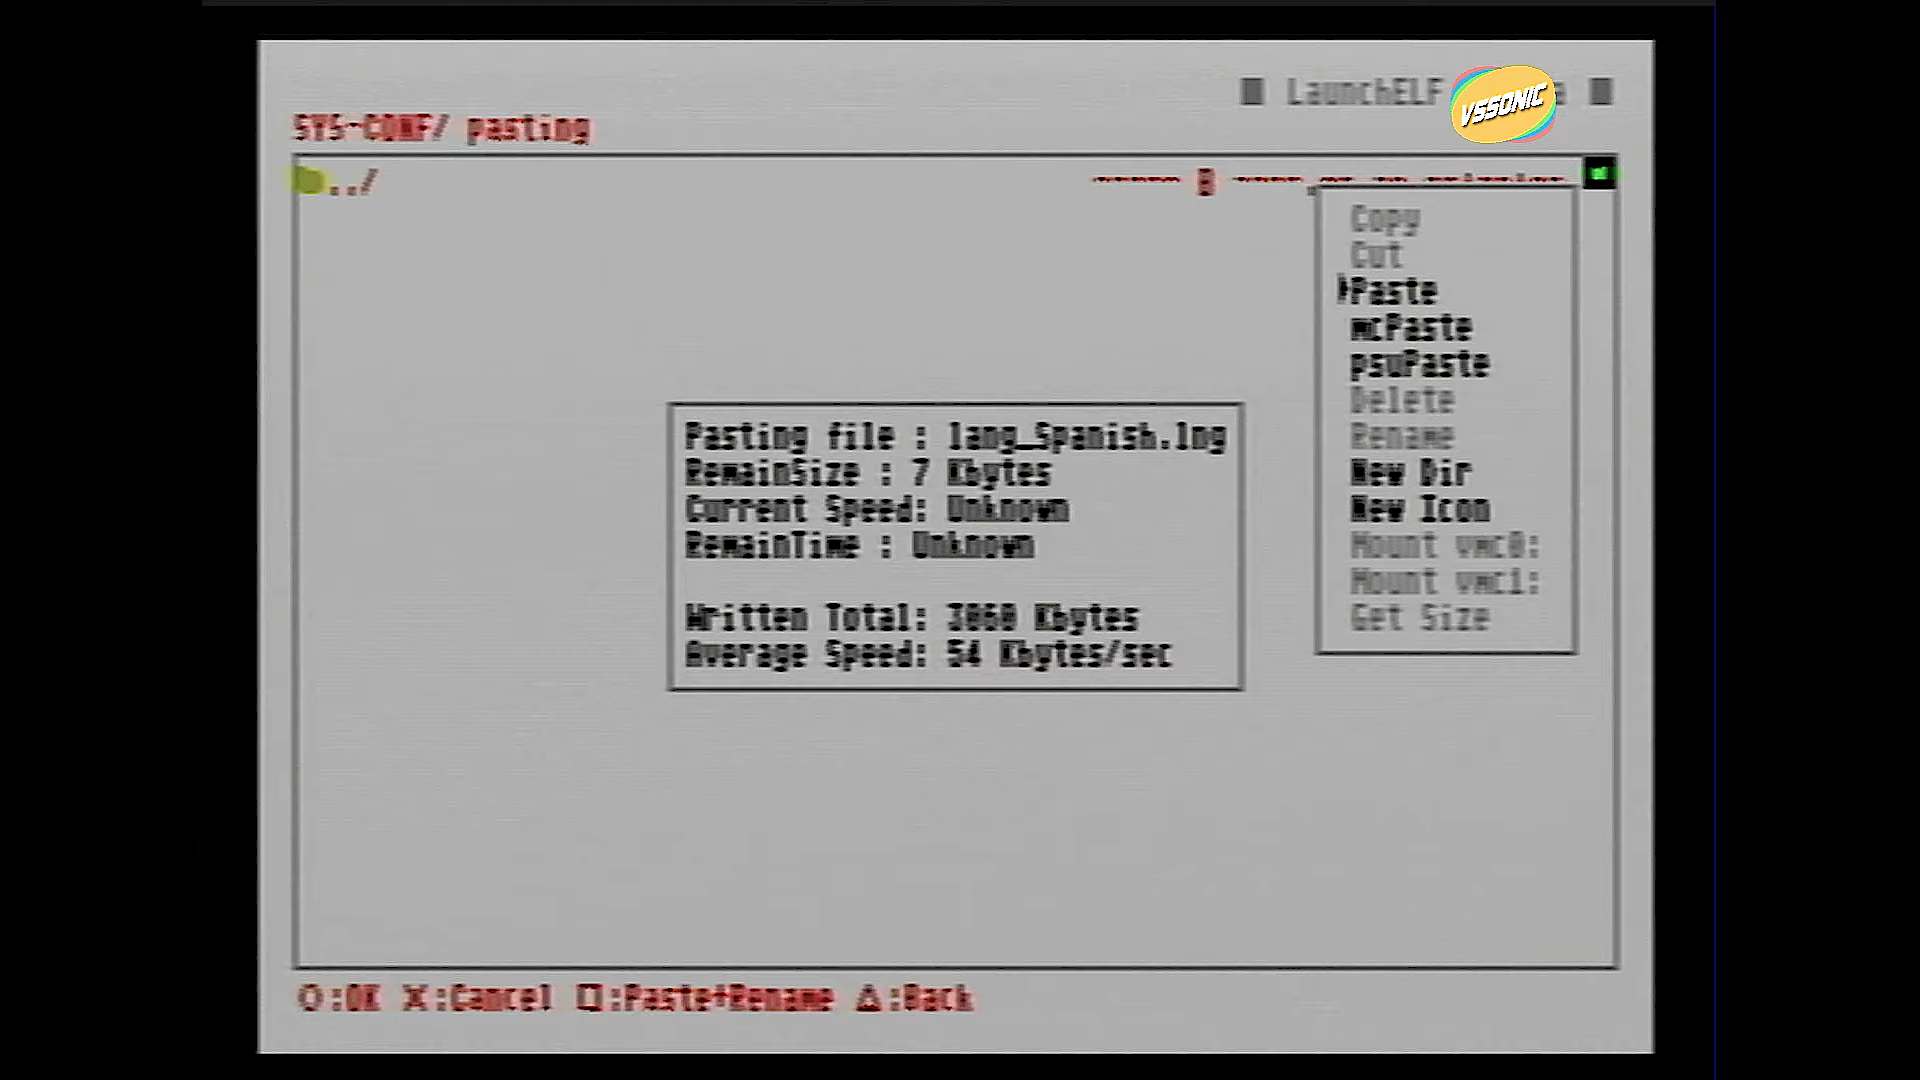 LaunchELF
VSSONIC
SYS-CONF/ pasting
../
Copy
Cut
Paste
mcPaste
psuPaste
Delete
Rename
New Dir
New Icon
Mount vmc0:
Mount vmc1:
Get Size
Pasting file : lang_Spanish.lng
RemainSize : 7 Kbytes
Current Speed: Unknown
RemainTime : Unknown
Written Total: 3060 Kbytes
Average Speed: 54 Kbytes/sec
O:OK X:Cancel □:Paste+Rename △:Back